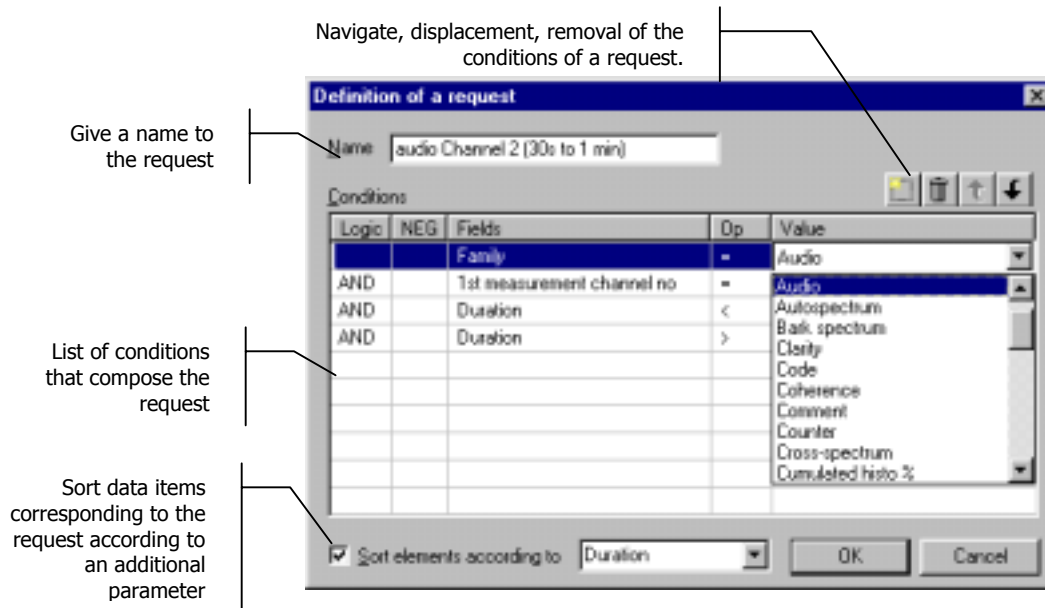 Navigate, displacement, removal of the
conditions of a request.
Definition of a request
Give a name to
the request
Name audio Channel 2 (30s to 1 min)
Conditions
Logic NEG Fields Op Value
Family = Audio
AND 1st measurement channel no =
AND Duration <
AND Duration >
Audio
Autospectrum
Bark spectrum
Clarity
Code
Coherence
Comment
Counter
Cross-spectrum
Cumulated histo %
List of conditions
that compose the
request
Sort data items
corresponding to the
request according to
an additional
parameter
Sort elements according to Duration OK Cancel